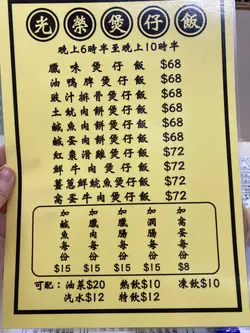 光榮煲仔飯
晚上6時半至晚上10時半
臘味煲仔飯 $68
油鴨脾煲仔飯 $68
豉汁排骨煲仔飯 $68
土魷肉餅煲仔飯 $68
鹹魚肉餅煲仔飯 $68
鹹蛋肉餅煲仔飯 $68
紅棗滑雞煲仔飯 $72
鮮牛肉煲仔飯 $72
薑蔥鮮鯇魚煲仔飯 $72
窩蛋牛肉煲仔飯 $72
加鹹魚每份 $15
加臘肉每份 $15
加臘腸每份 $15
加潤腸每份 $15
加窩蛋每份 $8
可配：油菜$20 熱飲$10 凍飲$10
汽水$12 特飲$12